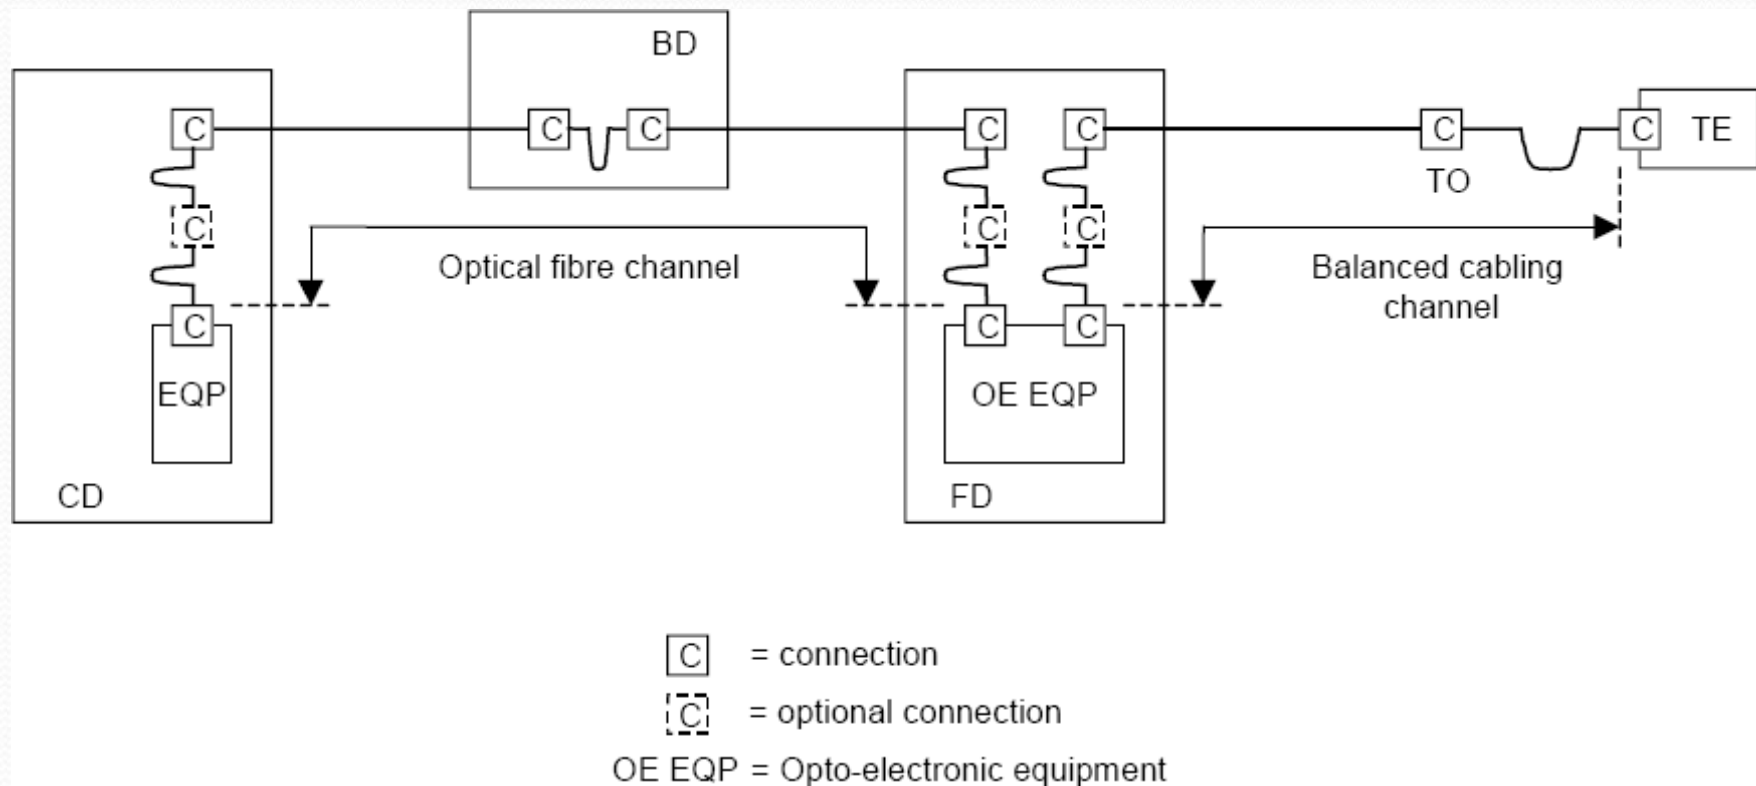 BD
C
C
C
C
C
C
C
TE
TO
C
C
C
Optical fibre channel
Balanced cabling
channel
C
C
C
EQP
OE EQP
CD
FD
C = connection
C = optional connection
OE EQP = Opto-electronic equipment